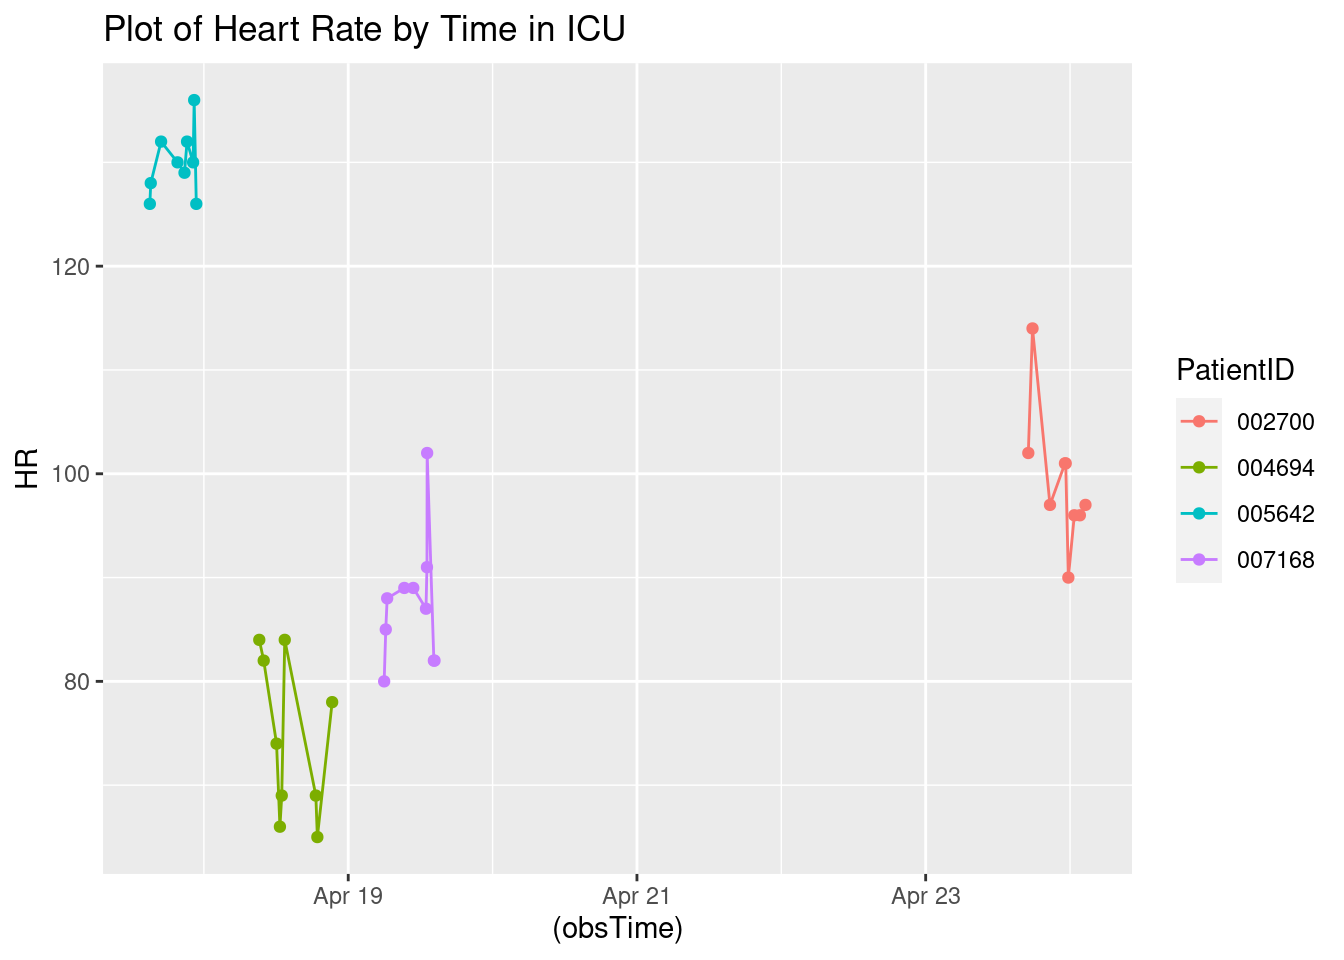 Plot of Heart Rate by Time in ICU
HR
120
100
80
Apr 19
Apr 21
Apr 23
(obsTime)
PatientID
002700
004694
005642
007168